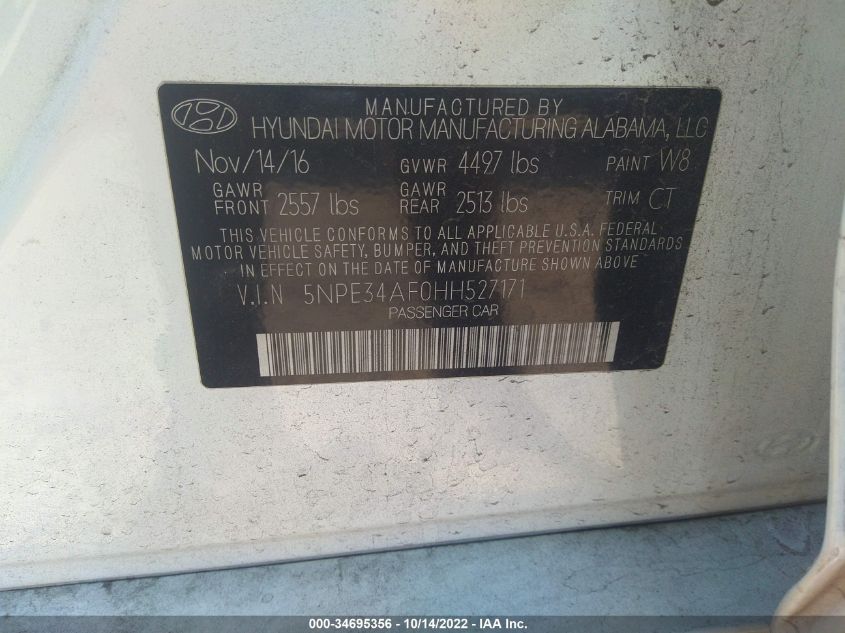 MANUFACTURED BY
HYUNDAI MOTOR MANUFACTURING ALABAMA, LLC
Nov/14/16 GVWR 4497 lbs PAINT W8
GAWR FRONT 2557 lbs GAWR REAR 2513 lbs TRIM CT
THIS VEHICLE CONFORMS TO ALL APPLICABLE U.S.A. FEDERAL
MOTOR VEHICLE SAFETY, BUMPER, AND THEFT PREVENTION STANDARDS
IN EFFECT ON THE DATE OF MANUFACTURE SHOWN ABOVE.
V.I.N 5NPE34AF0HH527171
PASSENGER CAR
000-34695356 - 10/14/2022 - IAA Inc.